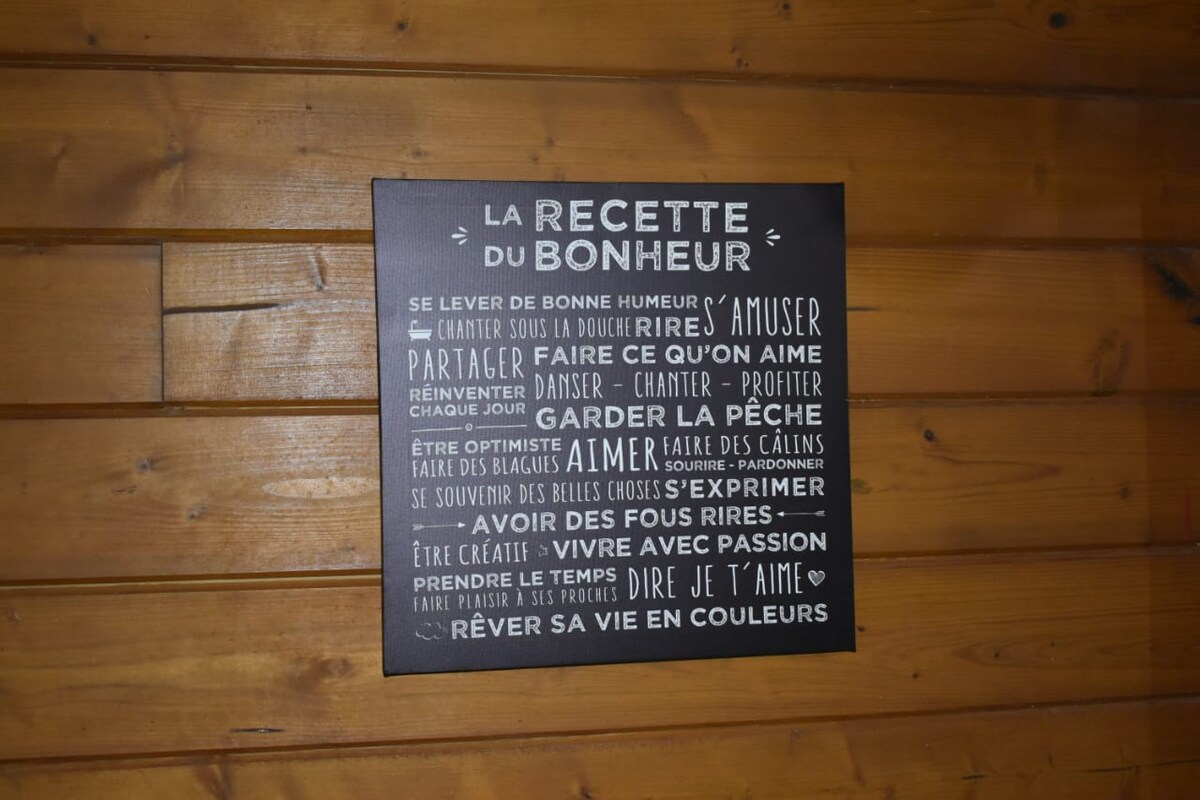 LA RECETTE
DU BONHEUR
SE LEVER DE BONNE HUMEUR
CHANTER SOUS LA DOUCHE RIRE S´AMUSER
PARTAGER FAIRE CE QU'ON AIME
RÉINVENTER
CHAQUE JOUR
DANSER - CHANTER - PROFITER
GARDER LA PÊCHE
ÊTRE OPTIMISTE
FAIRE DES BLAGUES
AIMER
FAIRE DES CÂLINS
SOURIRE - PARDONNER
SE SOUVENIR DES BELLES CHOSES S'EXPRIMER
AVOIR DES FOUS RIRES
ÊTRE CRÉATIF VIVRE AVEC PASSION
PRENDRE LE TEMPS
FAIRE PLAISIR À SES PROCHES
DIRE JE T´AIME
RÊVER SA VIE EN COULEURS